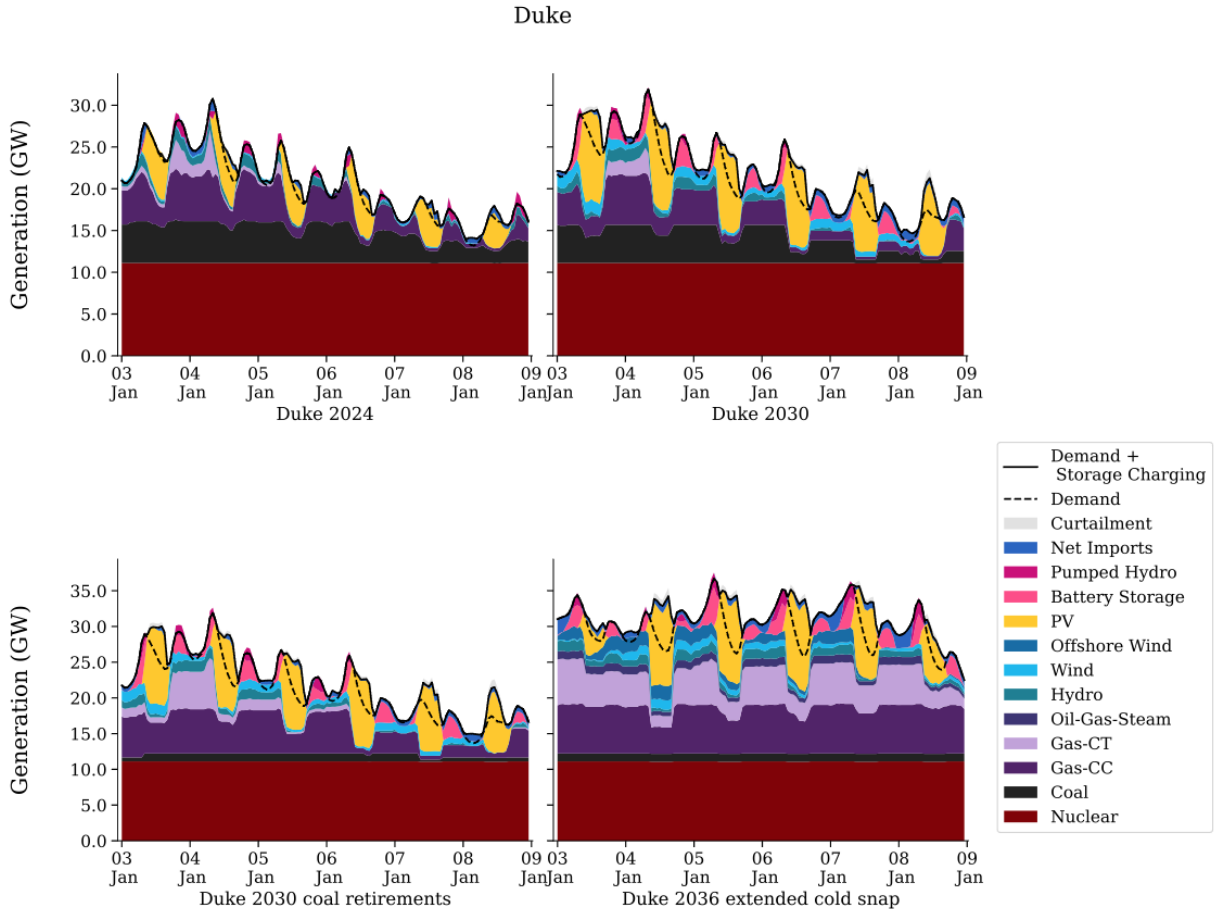 Duke
Generation (GW)
30.0
25.0
20.0
15.0
10.0
5.0
0.0
03 Jan
04 Jan
05 Jan
06 Jan
07 Jan
08 Jan
09 Jan
Duke 2024
03 Jan
04 Jan
05 Jan
06 Jan
07 Jan
08 Jan
09 Jan
Duke 2030
Generation (GW)
35.0
30.0
25.0
20.0
15.0
10.0
5.0
0.0
03 Jan
04 Jan
05 Jan
06 Jan
07 Jan
08 Jan
09 Jan
Duke 2030 coal retirements
03 Jan
04 Jan
05 Jan
06 Jan
07 Jan
08 Jan
09 Jan
Duke 2036 extended cold snap
Demand +
Storage Charging
Demand
Curtailment
Net Imports
Pumped Hydro
Battery Storage
PV
Offshore Wind
Wind
Hydro
Oil-Gas-Steam
Gas-CT
Gas-CC
Coal
Nuclear